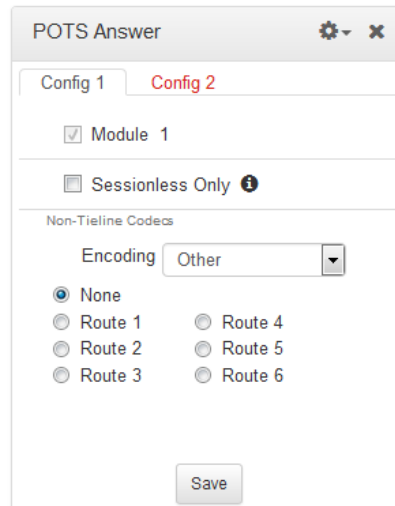 POTS Answer
Config 1 Config 2
Module 1
Sessionless Only
Non-Tieline Codecs
Encoding Other
None
Route 1 Route 4
Route 2 Route 5
Route 3 Route 6
Save